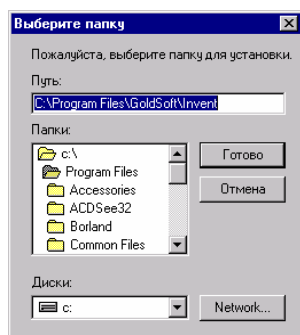 Выберите папку
Пожалуйста, выберите папку для установки.
Путь:
C:\Program Files\GoldSoft\Invent
Папки:
c:\
Program Files
Accessories
ACDSee32
Borland
Common Files
Готово
Отмена
Диски:
c:
Network...